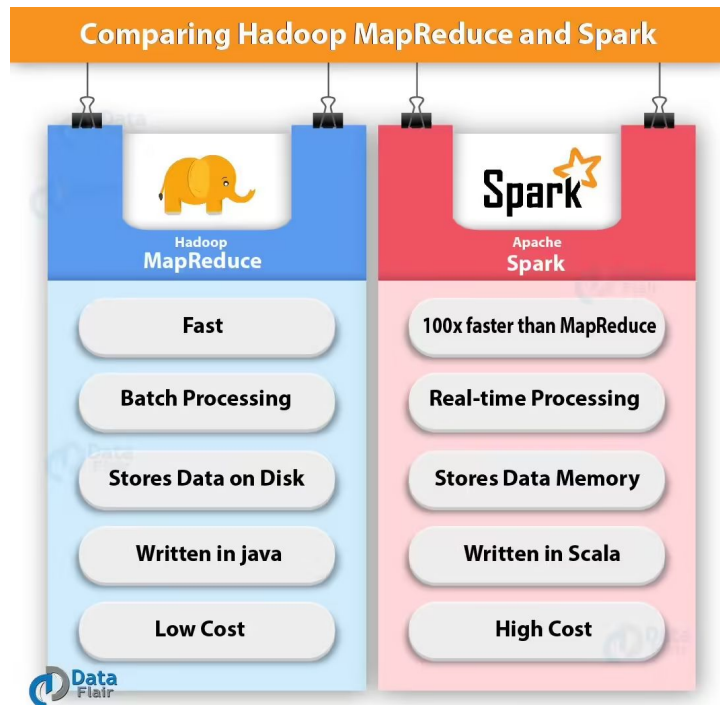 Comparing Hadoop MapReduce and Spark
Hadoop
MapReduce
Fast
Batch Processing
Stores Data on Disk
Written in java
Low Cost
Spark
Apache
Spark
100x faster than MapReduce
Real-time Processing
Stores Data Memory
Written in Scala
High Cost
Data
Flair